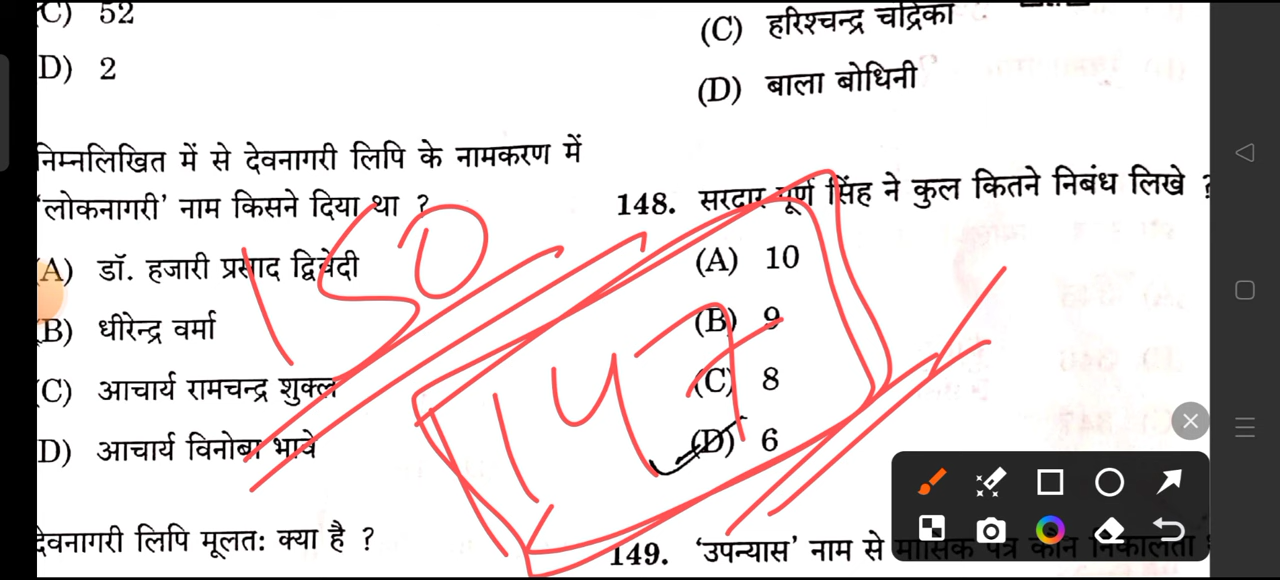 C) 52
D) 2
निम्नलिखित में से देवनागरी लिपि के नामकरण में
'लोकनागरी' नाम किसने दिया था ?
A) डॉ. हजारी प्रसाद द्विवेदी
B) धीरेन्द्र वर्मा
C) आचार्य रामचन्द्र शुक्ल
D) आचार्य विनोबा भावे
देवनागरी लिपि मूलत: क्या है ?
150
147
(C) हरिश्चन्द्र चद्रिका
(D) बाला बोधिनी
148. सरदार पूर्ण सिंह ने कुल कितने निबंध लिखे ?
(A) 10
(B) 9
(C) 8
(D) 6
149. 'उपन्यास' नाम से मासिक पत्र कौन निकालता